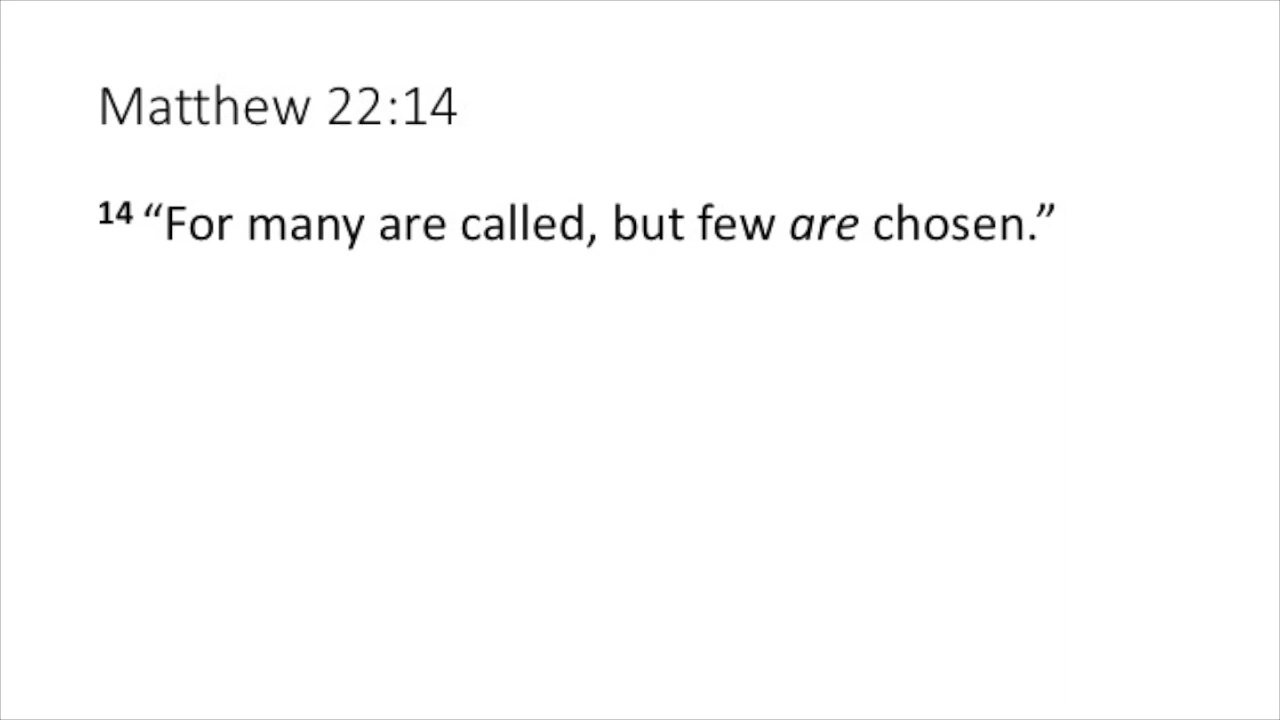 Matthew 22:14
14 “For many are called, but few are chosen.”